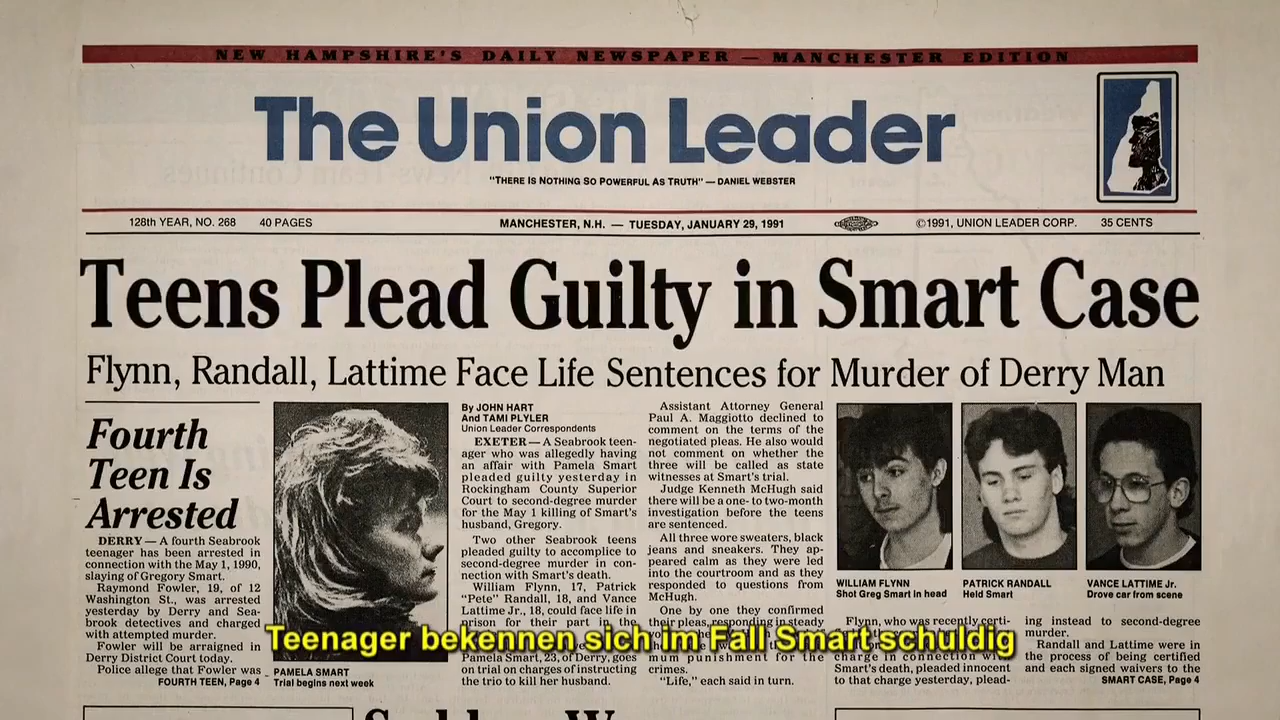 NEW HAMPSHIRE'S DAILY NEWSPAPER — MANCHESTER EDITION
The Union Leader
"THERE IS NOTHING SO POWERFUL AS TRUTH" — DANIEL WEBSTER
128th YEAR, NO. 268 40 PAGES MANCHESTER, N.H. — TUESDAY, JANUARY 29, 1991 ©1991, UNION LEADER CORP. 35 CENTS
Teens Plead Guilty in Smart Case
Flynn, Randall, Lattime Face Life Sentences for Murder of Derry Man
Fourth
Teen Is
Arrested
DERRY — A fourth Seabrook
teenager has been arrested in
connection with the May 1, 1990,
slaying of Gregory Smart.
Raymond Fowler, 19, of 12
Washington St., was arrested
yesterday by Derry and Sea-
brook detectives and charged
with attempted murder.
Fowler will be arraigned in
Derry District Court today.
Police allege that Fowler was
FOURTH TEEN, Page 4
PAMELA SMART
Trial begins next week
By JOHN HART
And TAMI PLYLER
Union Leader Correspondents
EXETER — A Seabrook teen-
ager who was allegedly having
an affair with Pamela Smart
pleaded guilty yesterday in
Rockingham County Superior
Court to second-degree murder
for the May 1 killing of Smart's
husband, Gregory.
Two other Seabrook teens
pleaded guilty to accomplice to
second-degree murder in con-
nection with Smart's death.
William Flynn, 17, Patrick
"Pete" Randall, 18, and Vance
Lattime Jr., 18, could face life in
prison for their part in the
Pamela Smart, 23, of Derry, goes
on trial on charges of instructing
the trio to kill her husband.
Assistant Attorney General
Paul A. Maggiotto declined to
comment on the terms of the
negotiated pleas. He also would
not comment on whether the
three will be called as state
witnesses at Smart's trial.
Judge Kenneth McHugh said
there will be a one- to two-month
investigation before the teens
are sentenced.
All three wore sweaters, black
jeans and sneakers. They ap-
peared calm as they were led
into the courtroom and as they
responded to questions from
McHugh.
One by one they confirmed
their pleas, responding in steady
mum punishment for the
crimes.
"Life," each said in turn.
WILLIAM FLYNN
Shot Greg Smart in head
PATRICK RANDALL
Held Smart
VANCE LATTIME Jr.
Drove car from scene
Flynn, who was recently certi-
charge in connection with
Smart's death, pleaded innocent
to that charge yesterday, plead-
ing instead to second-degree
murder.
Randall and Lattime were in
the process of being certified
and each signed waivers to the
SMART CASE, Page 4
Teenager bekennen sich im Fall Smart schuldig